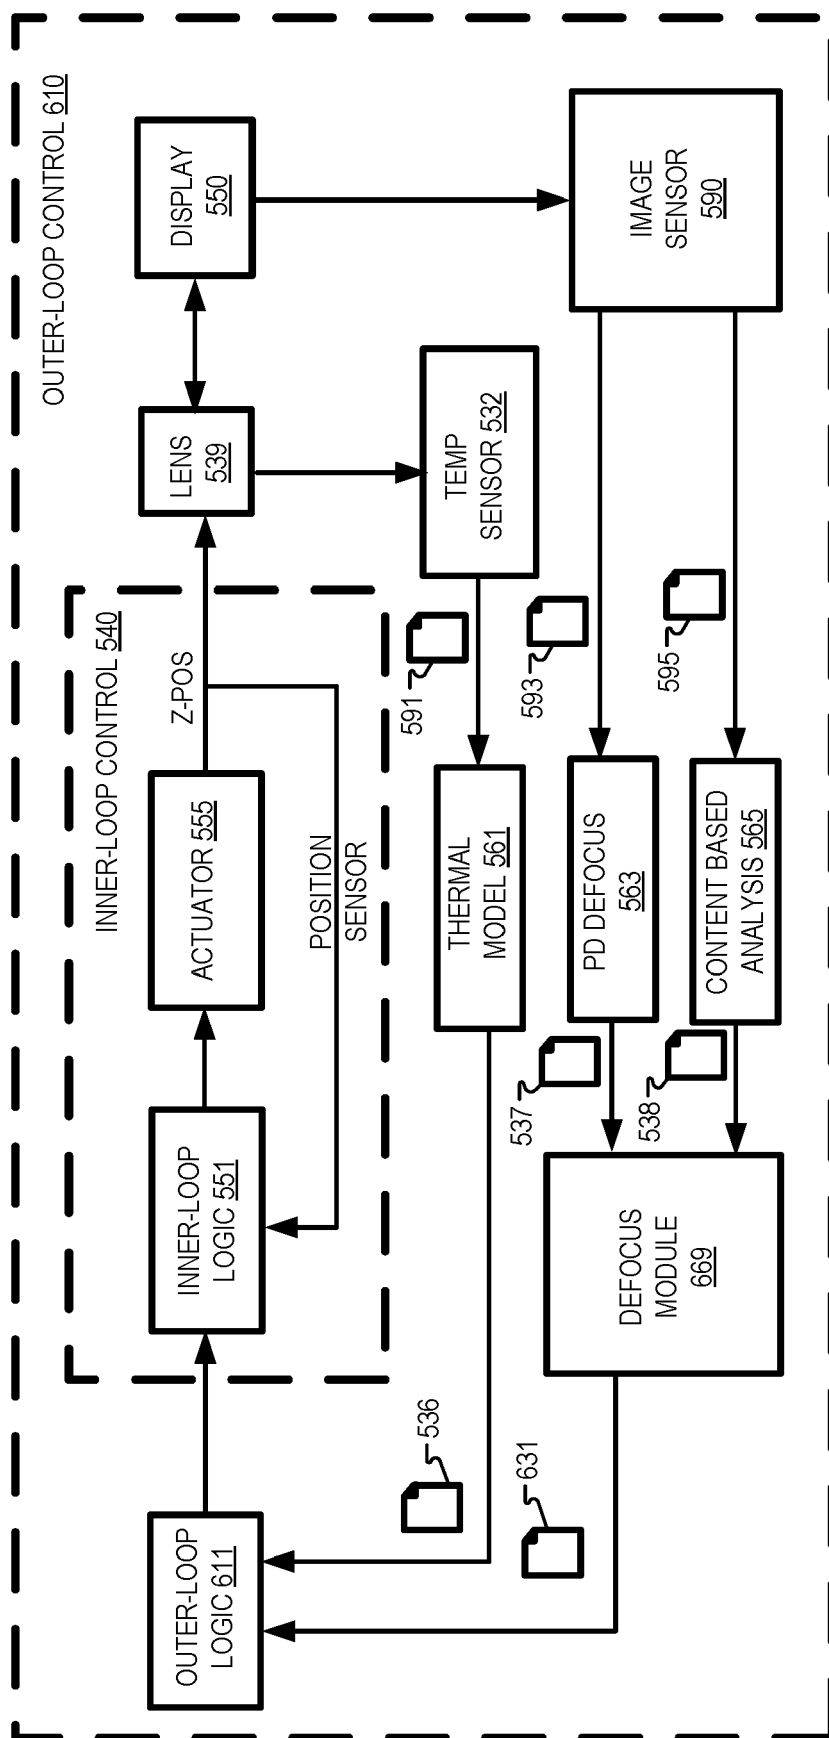 OUTER-LOOP CONTROL 610
INNER-LOOP CONTROL 540
OUTER-LOOP
LOGIC 611
INNER-LOOP
LOGIC 551
ACTUATOR 555
Z-POS
POSITION
SENSOR
LENS
539
DISPLAY
550
TEMP
SENSOR 532
591
THERMAL
MODEL 561
536
IMAGE
SENSOR
590
593
PD DEFOCUS
563
537
595
CONTENT BASED
ANALYSIS 565
538
DEFOCUS
MODULE
669
631